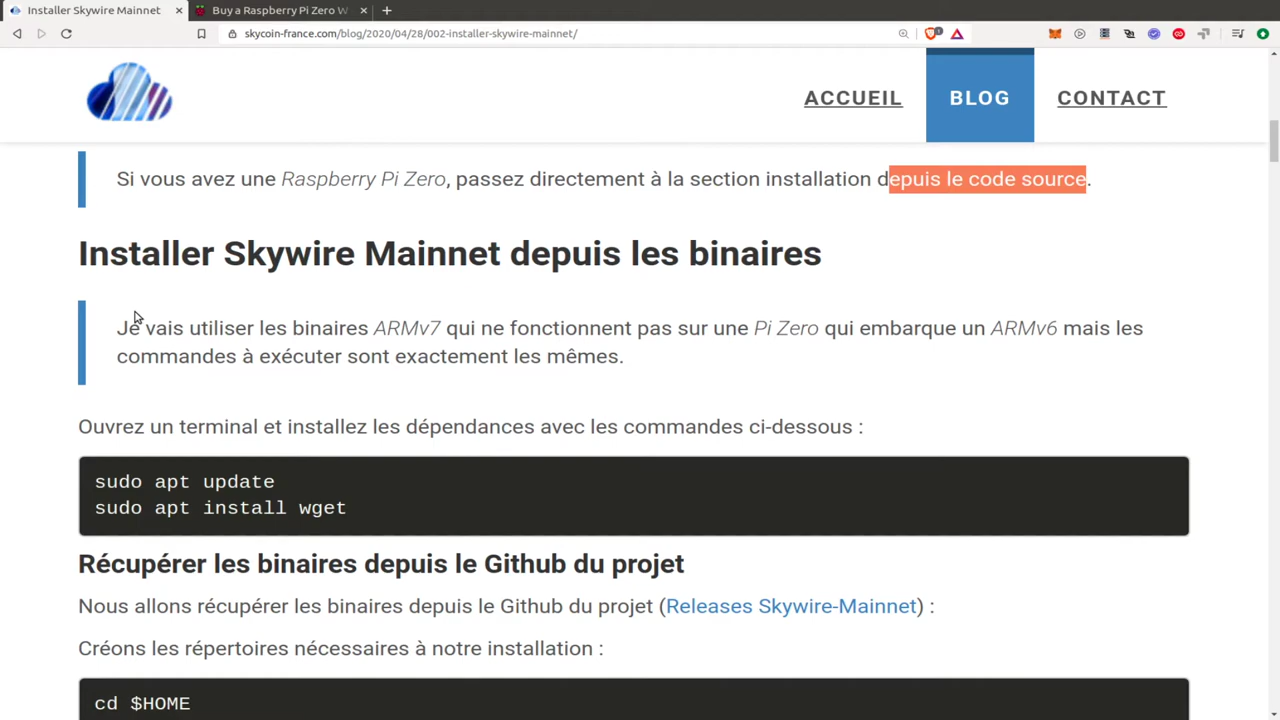 Installer Skywire Mainnet
Buy a Raspberry Pi Zero W
skycoin-france.com/blog/2020/04/28/002-installer-skywire-mainnet/
ACCUEIL
BLOG
CONTACT
Si vous avez une Raspberry Pi Zero, passez directement à la section installation depuis le code source.
Installer Skywire Mainnet depuis les binaires
Je vais utiliser les binaires ARMv7 qui ne fonctionnent pas sur une Pi Zero qui embarque un ARMv6 mais les
commandes à exécuter sont exactement les mêmes.
Ouvrez un terminal et installez les dépendances avec les commandes ci-dessous :
sudo apt update
sudo apt install wget
Récupérer les binaires depuis le Github du projet
Nous allons récupérer les binaires depuis le Github du projet (Releases Skywire-Mainnet) :
Créons les répertoires nécessaires à notre installation :
cd $HOME